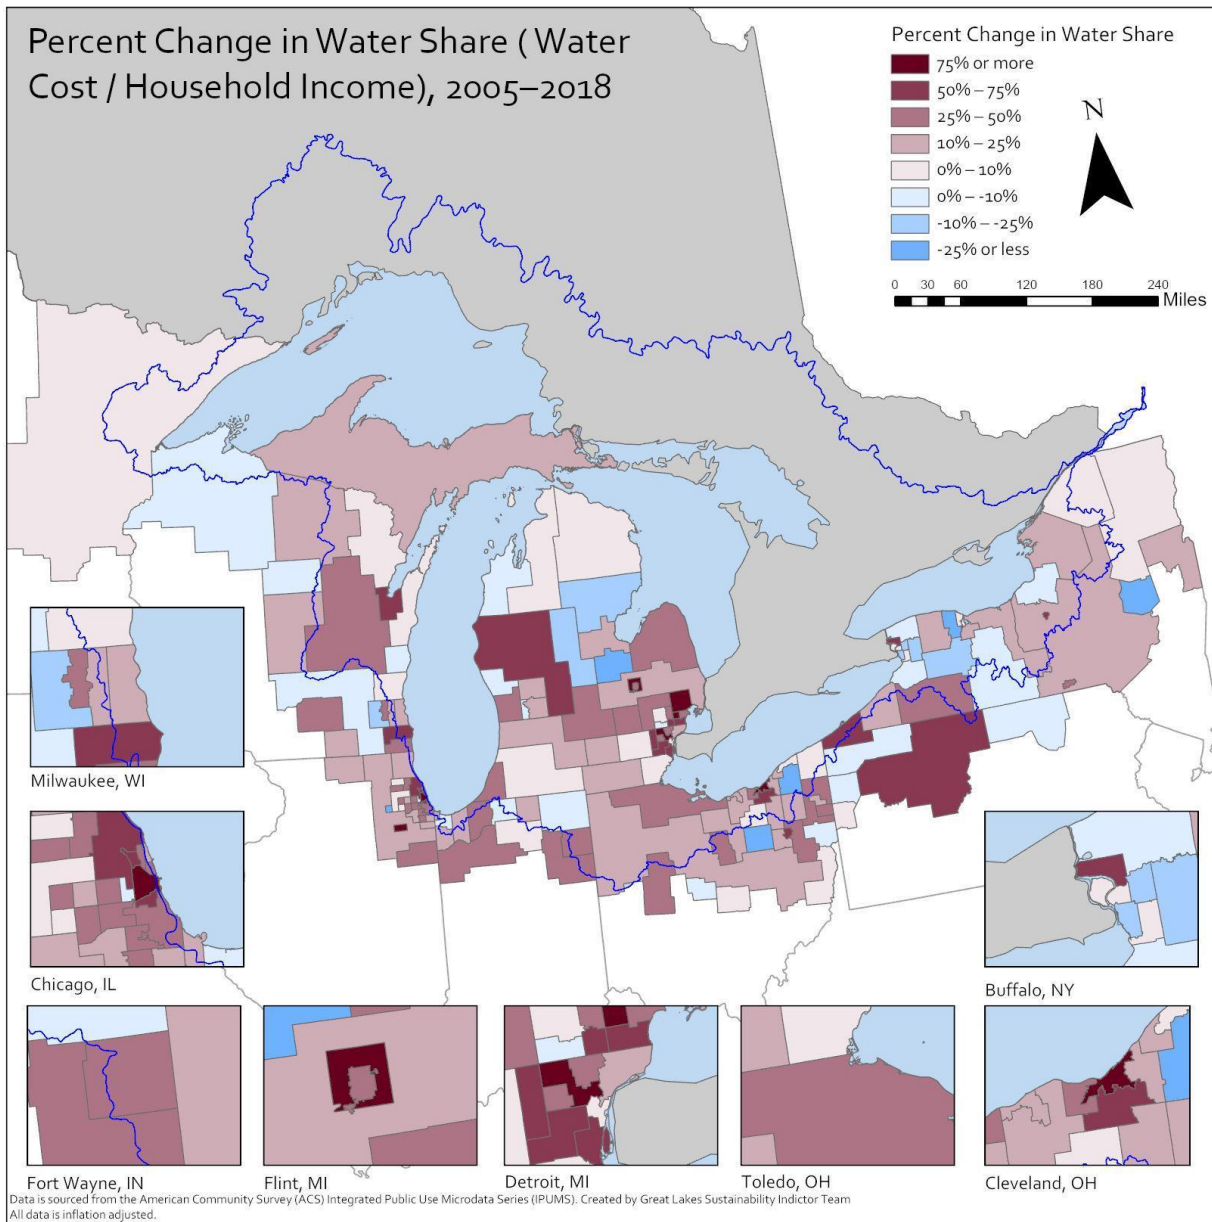 Percent Change in Water Share (Water
Cost / Household Income), 2005–2018
Percent Change in Water Share
75% or more
50% – 75%
25% – 50%
10% – 25%
0% – 10%
0% – -10%
-10% – -25%
-25% or less
N
0 30 60 120 180 240 Miles
Milwaukee, WI
Chicago, IL
Buffalo, NY
Fort Wayne, IN
Flint, MI
Detroit, MI
Toledo, OH
Cleveland, OH
Data is sourced from the American Community Survey (ACS) Integrated Public Use Microdata Series (IPUMS). Created by Great Lakes Sustainability Indictor Team
All data is inflation adjusted.